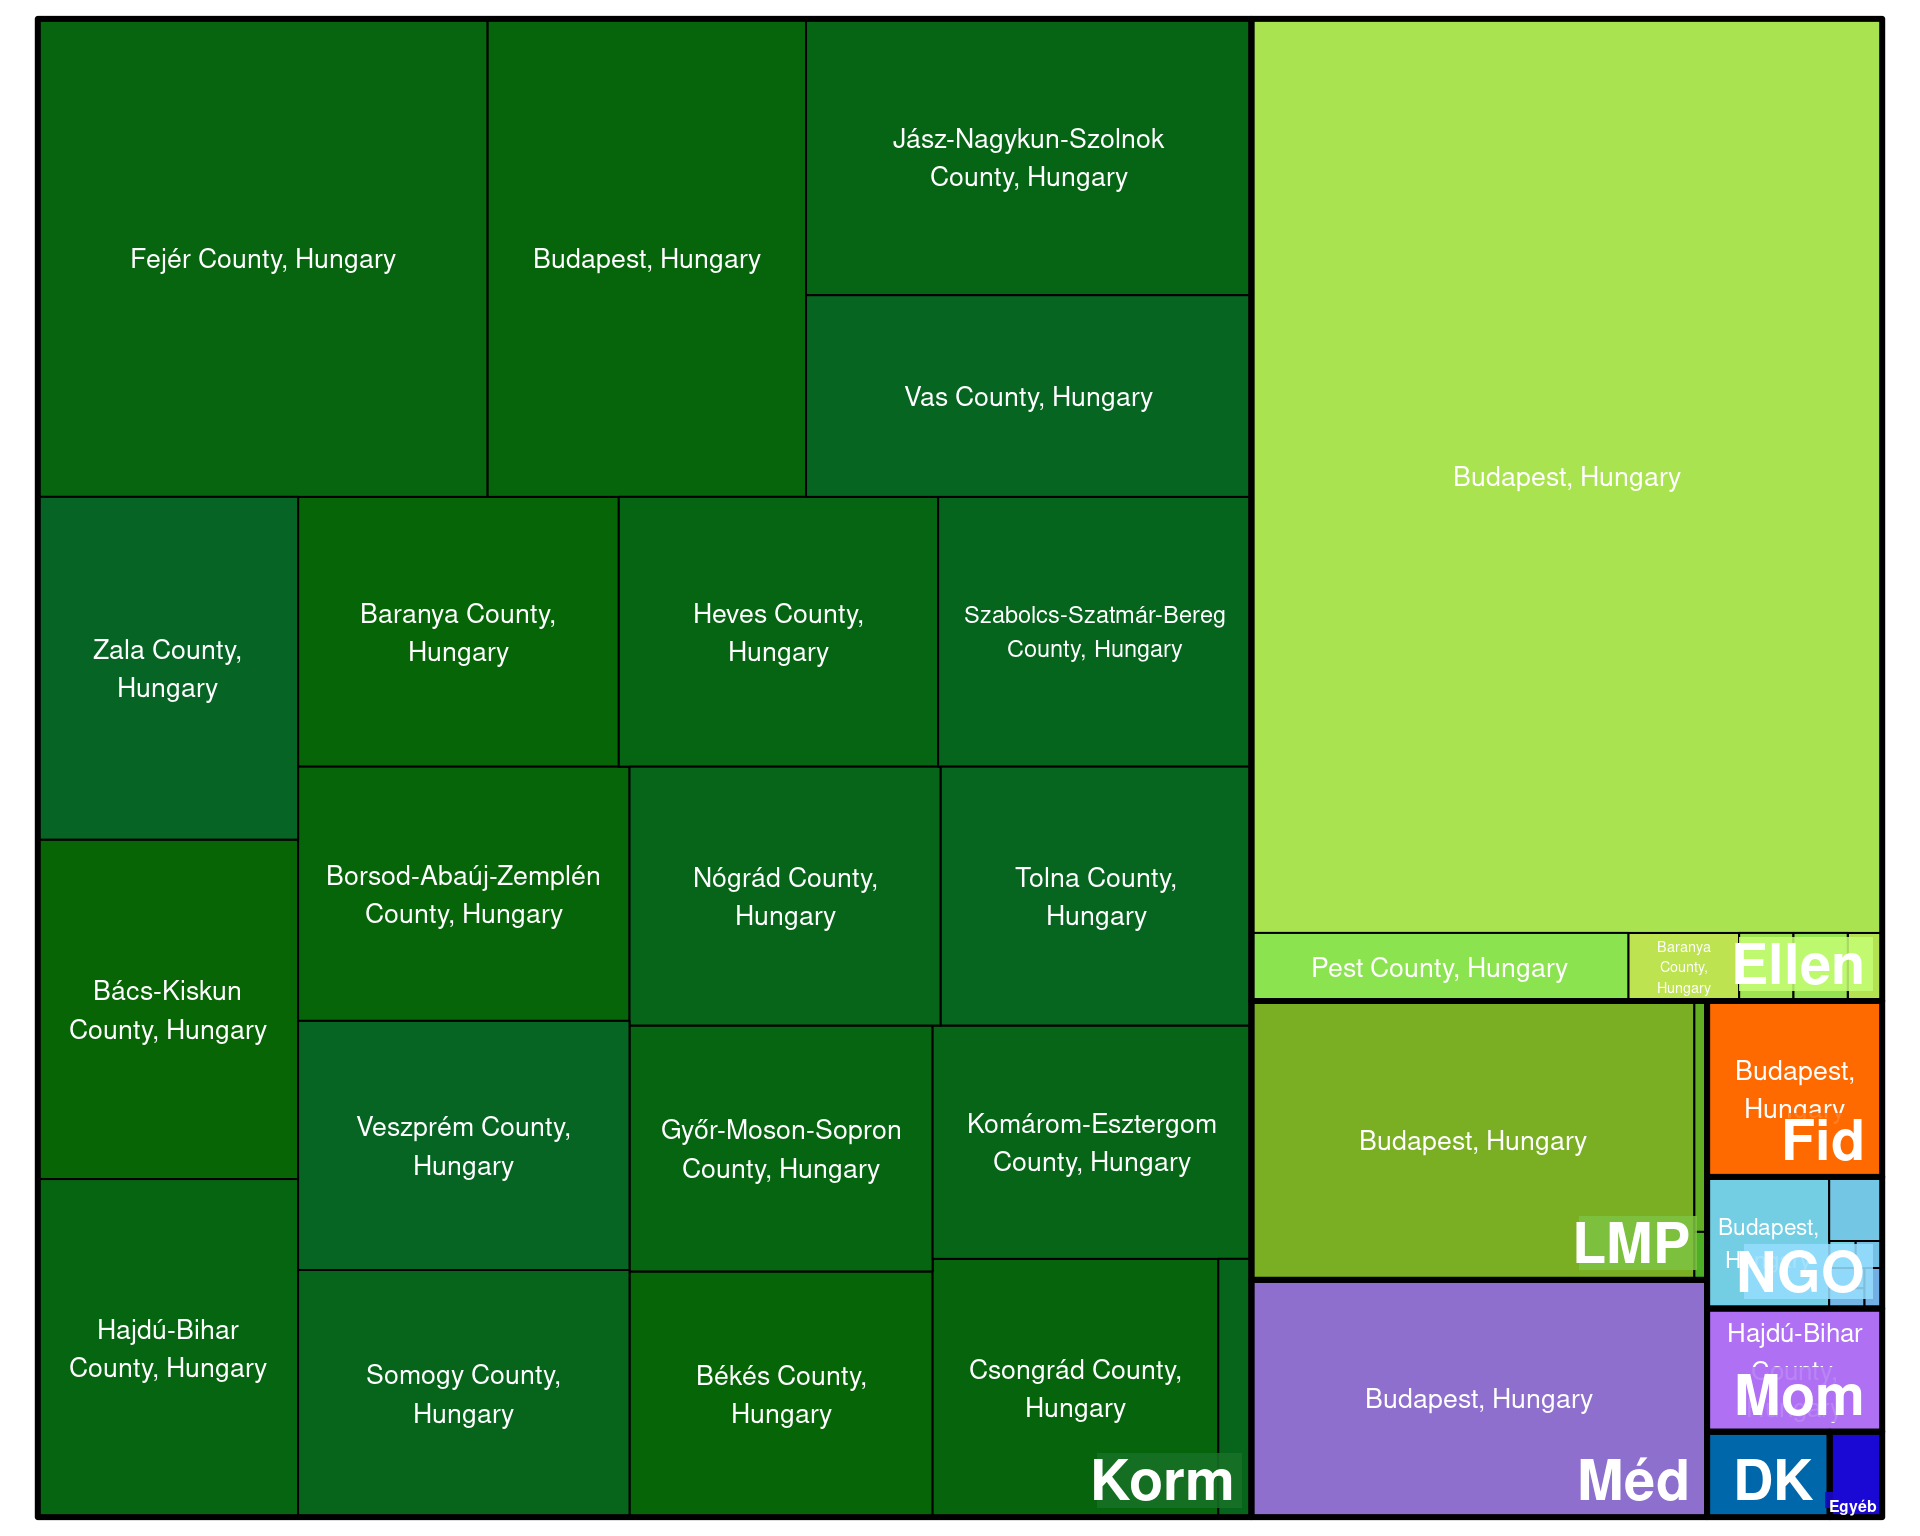 Fejér County, Hungary
Budapest, Hungary
Jász-Nagykun-Szolnok
County, Hungary
Vas County, Hungary
Zala County,
Hungary
Baranya County,
Hungary
Heves County,
Hungary
Szabolcs-Szatmár-Bereg
County, Hungary
Bács-Kiskun
County, Hungary
Borsod-Abaúj-Zemplén
County, Hungary
Nógrád County,
Hungary
Tolna County,
Hungary
Hajdú-Bihar
County, Hungary
Veszprém County,
Hungary
Győr-Moson-Sopron
County, Hungary
Komárom-Esztergom
County, Hungary
Somogy County,
Hungary
Békés County,
Hungary
Csongrád County,
Hungary
Korm
Budapest, Hungary
Pest County, Hungary
Baranya
County,
Hungary
Ellen
Budapest, Hungary
LMP
Budapest, Hungary
Méd
Budapest,
Hungary
Fid
Budapest,
NGO
Hajdú-Bihar
County,
Mom
DK
Egyéb